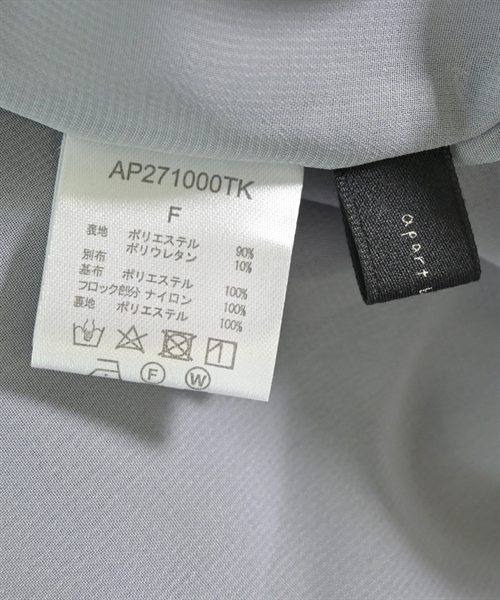 AP271000TK
F
裏地 ポリエステル 90%
ポリウレタン 10%
別布
基布 ポリエステル 100%
フロック部分 ナイロン 100%
裏地 ポリエステル 100%
F
W
apart b